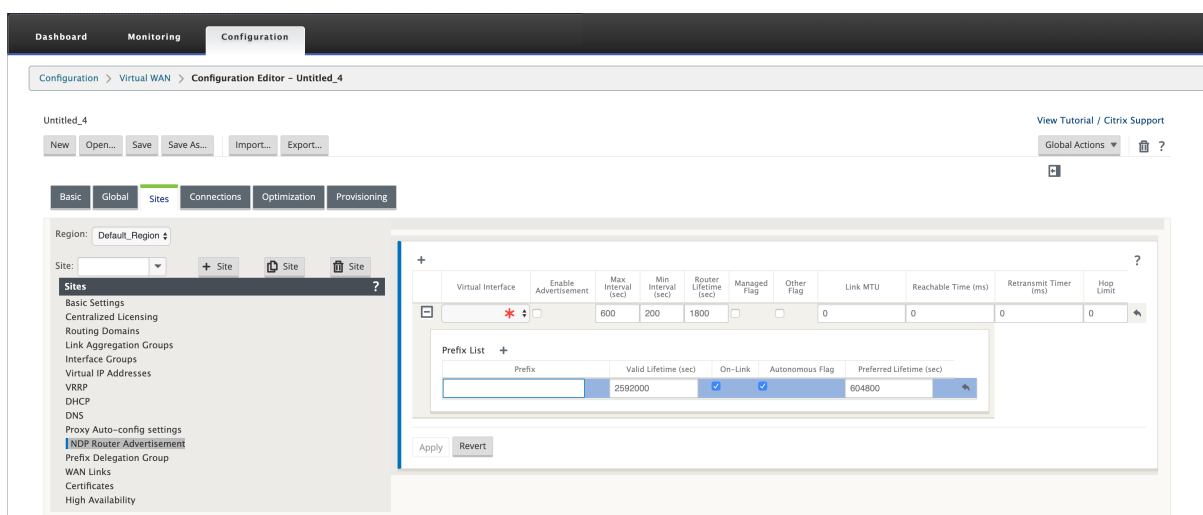 Dashboard Monitoring Configuration
Configuration > Virtual WAN > Configuration Editor – Untitled_4
Untitled_4
View Tutorial / Citrix Support
New Open... Save Save As... Import... Export...
Global Actions ?
Basic Global Sites Connections Optimization Provisioning
Region: Default_Region
Site: + Site Site Site
Sites ?
Basic Settings
Centralized Licensing
Routing Domains
Link Aggregation Groups
Interface Groups
Virtual IP Addresses
VRRP
DHCP
DNS
Proxy Auto-config settings
NDP Router Advertisement
Prefix Delegation Group
WAN Links
Certificates
High Availability
+ ?
Virtual Interface Enable Advertisement Max Interval (sec) Min Interval (sec) Router Lifetime (sec) Managed Flag Other Flag Link MTU Reachable Time (ms) Retransmit Timer (ms) Hop Limit
* 600 200 1800 0 0 0 0
Prefix List +
Prefix Valid Lifetime (sec) On-Link Autonomous Flag Preferred Lifetime (sec)
2592000 604800
Apply Revert